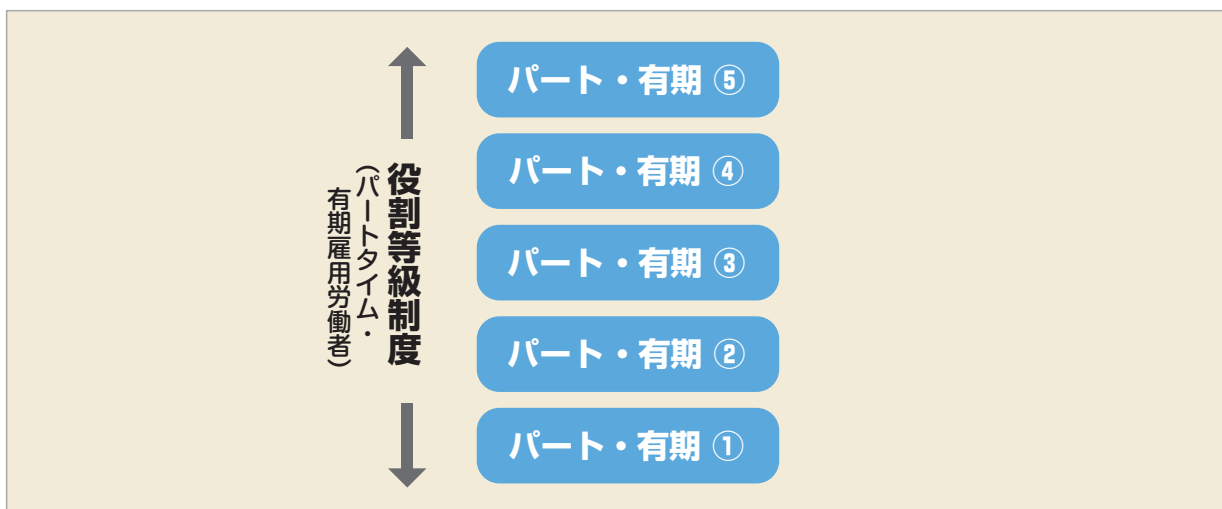 役割等級制度
(パートタイム・
有期雇用労働者)
パート・有期 ⑤
パート・有期 ④
パート・有期 ③
パート・有期 ②
パート・有期 ①